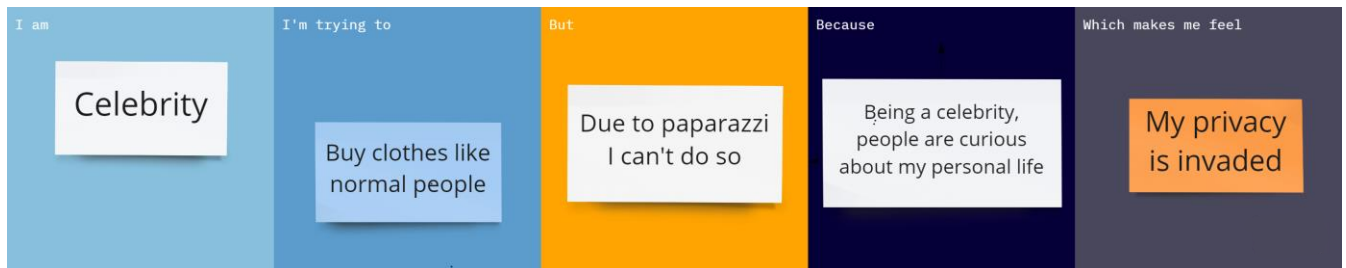 I am
Celebrity
I'm trying to
Buy clothes like
normal people
But
Due to paparazzi
I can't do so
Because
Being a celebrity,
people are curious
about my personal life
Which makes me feel
My privacy
is invaded